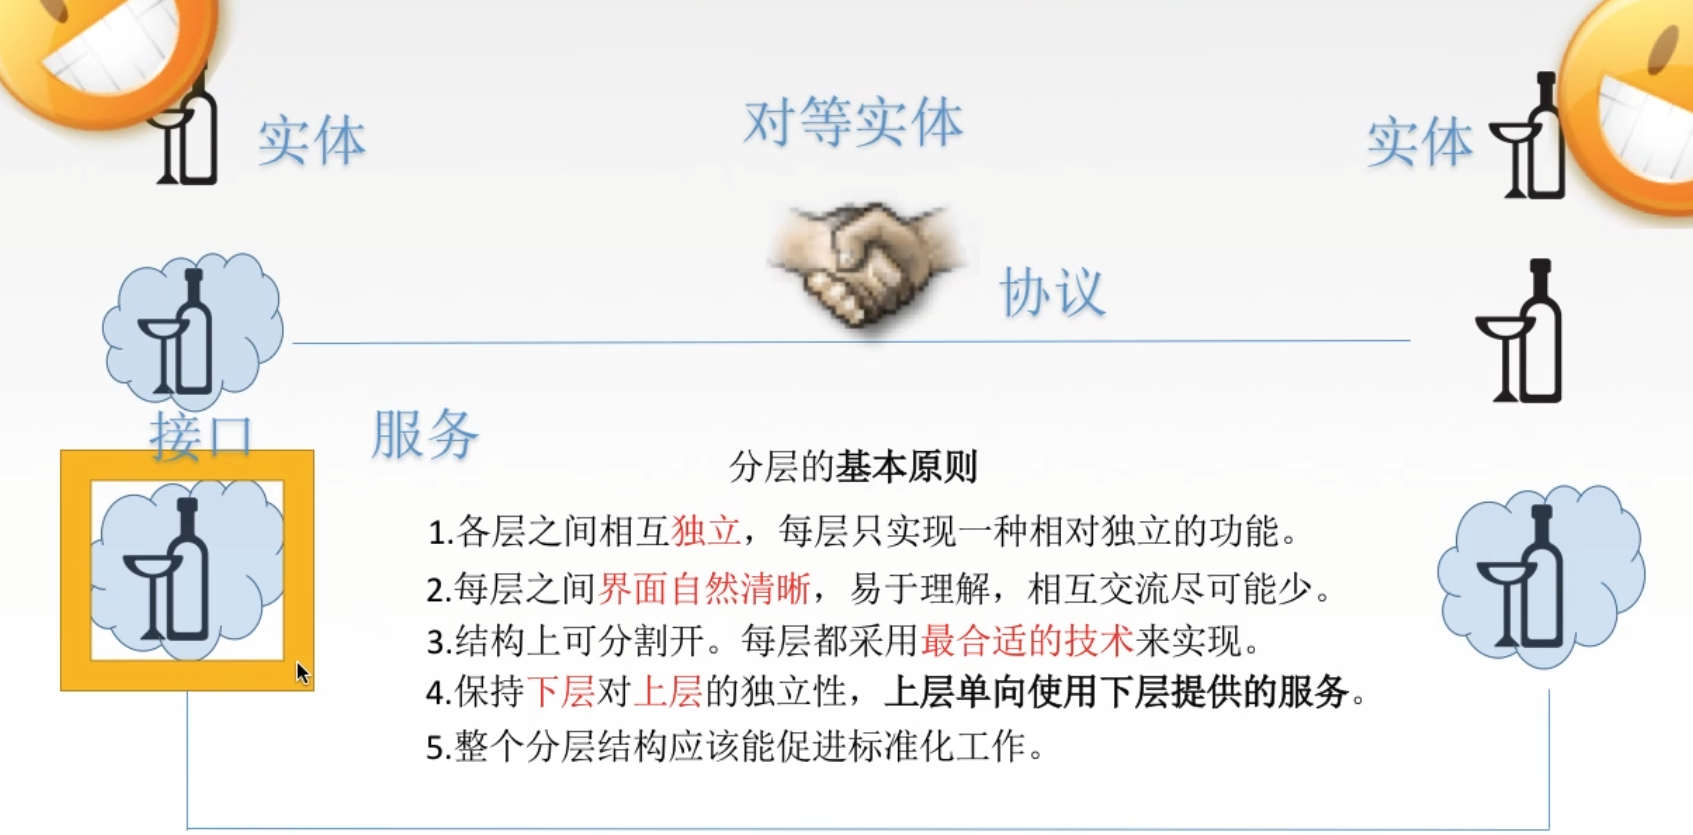 对等实体
实体
实体
协议
接口
服务
分层的基本原则
1.各层之间相互独立，每层只实现一种相对独立的功能。
2.每层之间界面自然清晰，易于理解，相互交流尽可能少。
3.结构上可分割开。每层都采用最合适的技术来实现。
4.保持下层对上层的独立性，上层单向使用下层提供的服务。
5.整个分层结构应该能促进标准化工作。